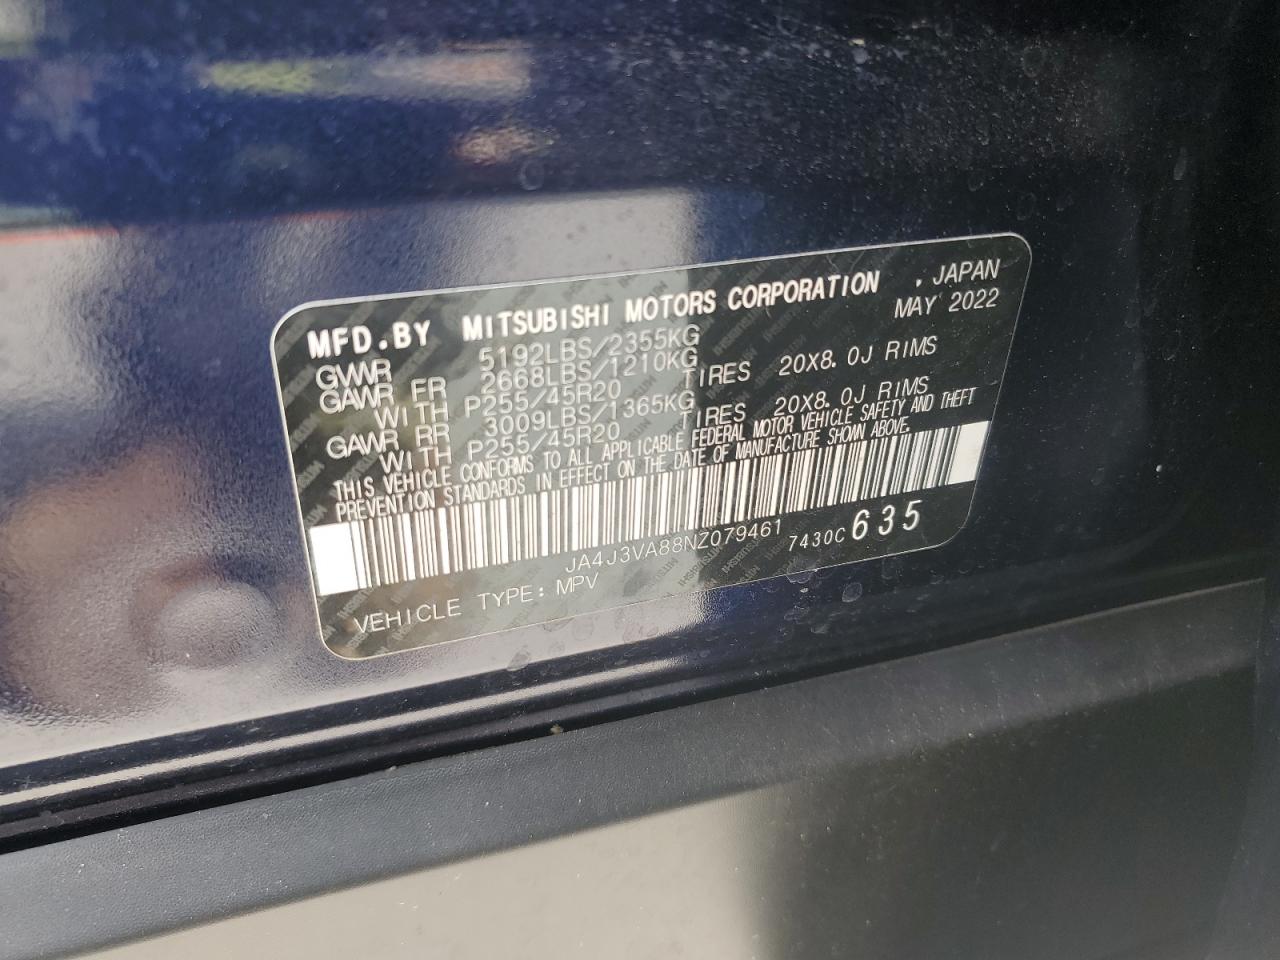 MFD.BY MITSUBISHI MOTORS CORPORATION , JAPAN
MAY 2022
GVWR 5192LBS/2355KG
GAWR FR 2668LBS/1210KG
WITH P255/45R20 TIRES 20X8.0J RIMS
GAWR RR 3009LBS/1365KG
WITH P255/45R20 TIRES 20X8.0J RIMS
THIS VEHICLE CONFORMS TO ALL APPLICABLE FEDERAL MOTOR VEHICLE SAFETY AND THEFT
PREVENTION STANDARDS IN EFFECT ON THE DATE OF MANUFACTURE SHOWN ABOVE.
JA4J3VA88NZ079461 7430C 635
VEHICLE TYPE: MPV